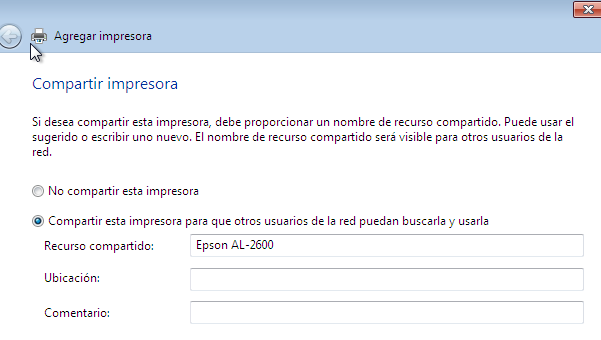 Agregar impresora
Compartir impresora
Si desea compartir esta impresora, debe proporcionar un nombre de recurso compartido. Puede usar el
sugerido o escribir uno nuevo. El nombre de recurso compartido será visible para otros usuarios de la
red.
No compartir esta impresora
Compartir esta impresora para que otros usuarios de la red puedan buscarla y usarla
Recurso compartido: Epson AL-2600
Ubicación:
Comentario: